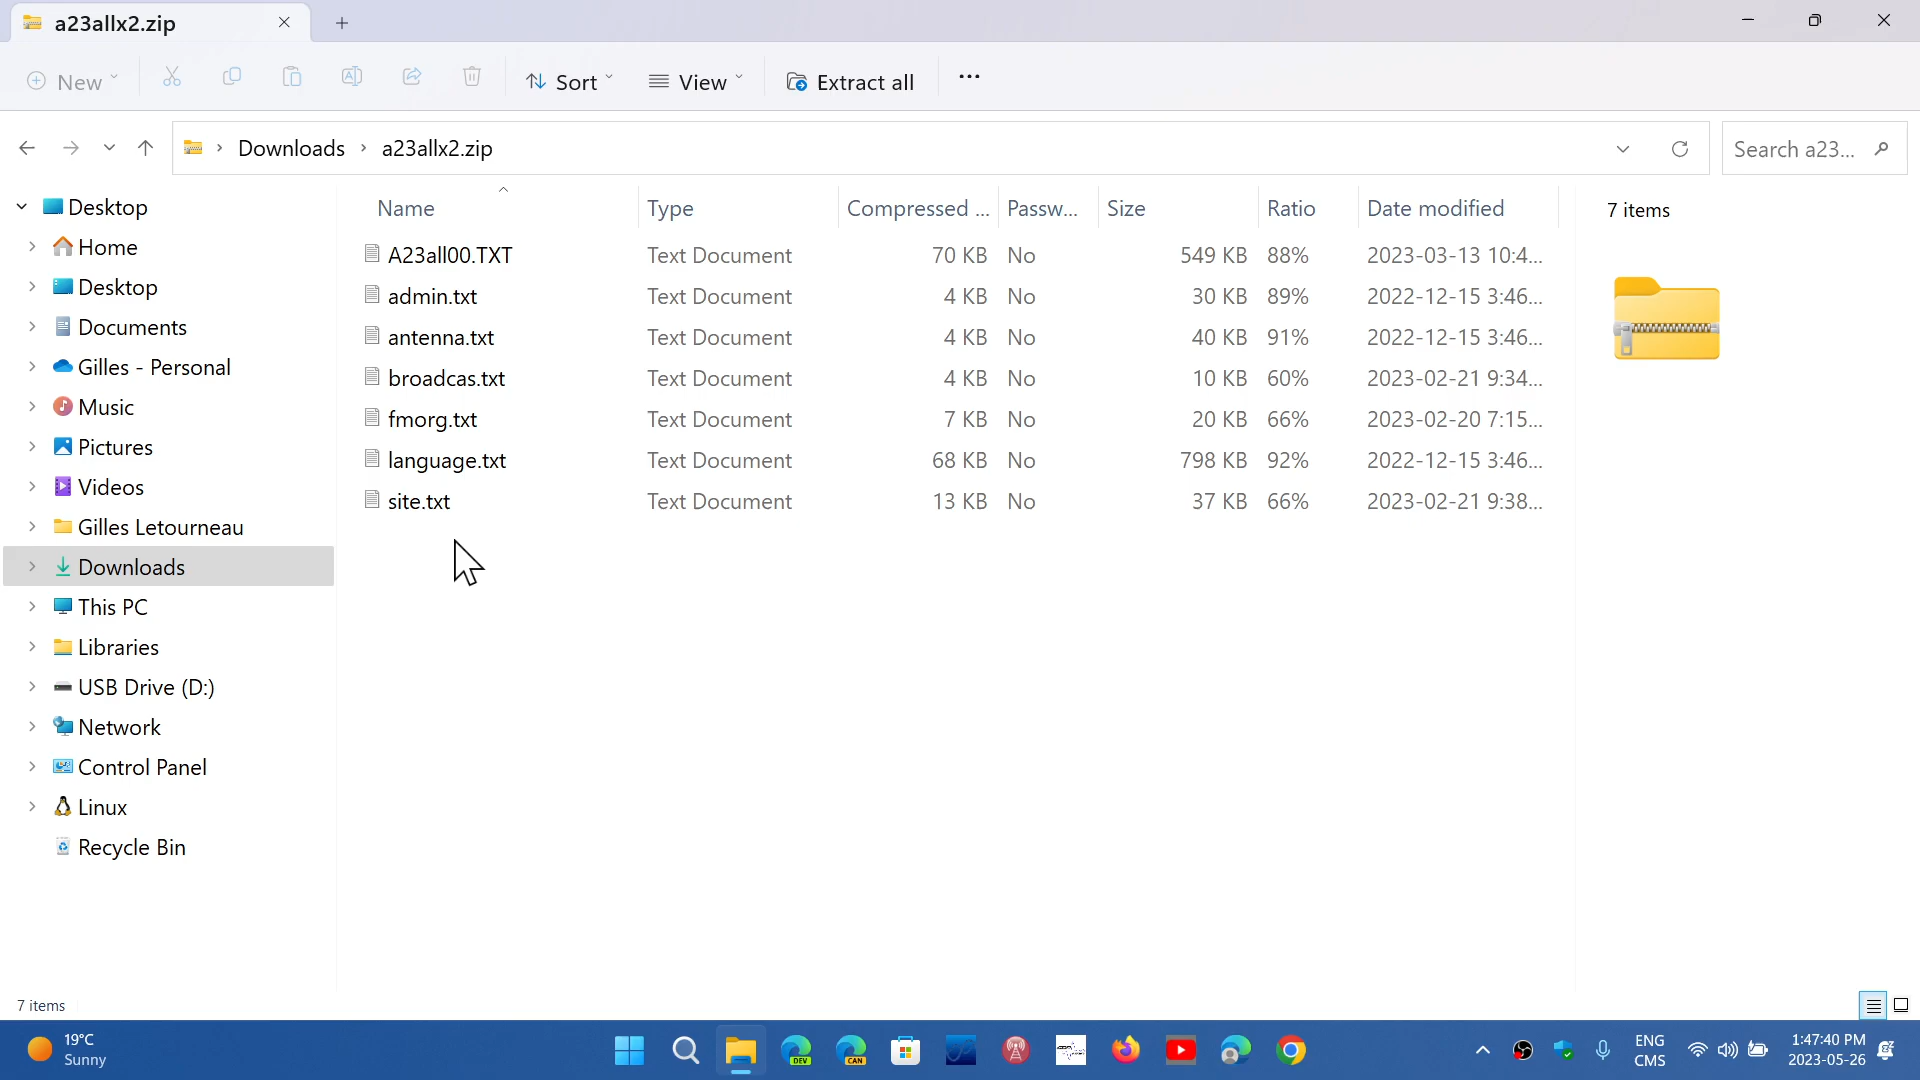 a23allx2.zip
New
Sort
View
Extract all
Downloads
a23allx2.zip
Search a23...
Desktop
Home
Desktop
Documents
Gilles - Personal
Music
Pictures
Videos
Gilles Letourneau
Downloads
This PC
Libraries
USB Drive (D:)
Network
Control Panel
Linux
Recycle Bin
Name Type Compressed ... Passw... Size Ratio Date modified
A23all00.TXT Text Document 70 KB No 549 KB 88% 2023-03-13 10:4...
admin.txt Text Document 4 KB No 30 KB 89% 2022-12-15 3:46...
antenna.txt Text Document 4 KB No 40 KB 91% 2022-12-15 3:46...
broadcas.txt Text Document 4 KB No 10 KB 60% 2023-02-21 9:34...
fmorg.txt Text Document 7 KB No 20 KB 66% 2023-02-20 7:15...
language.txt Text Document 68 KB No 798 KB 92% 2022-12-15 3:46...
site.txt Text Document 13 KB No 37 KB 66% 2023-02-21 9:38...
7 items
7 items
19°C
Sunny
DEV
CAN
ENG
CMS
1:47:40 PM
2023-05-26